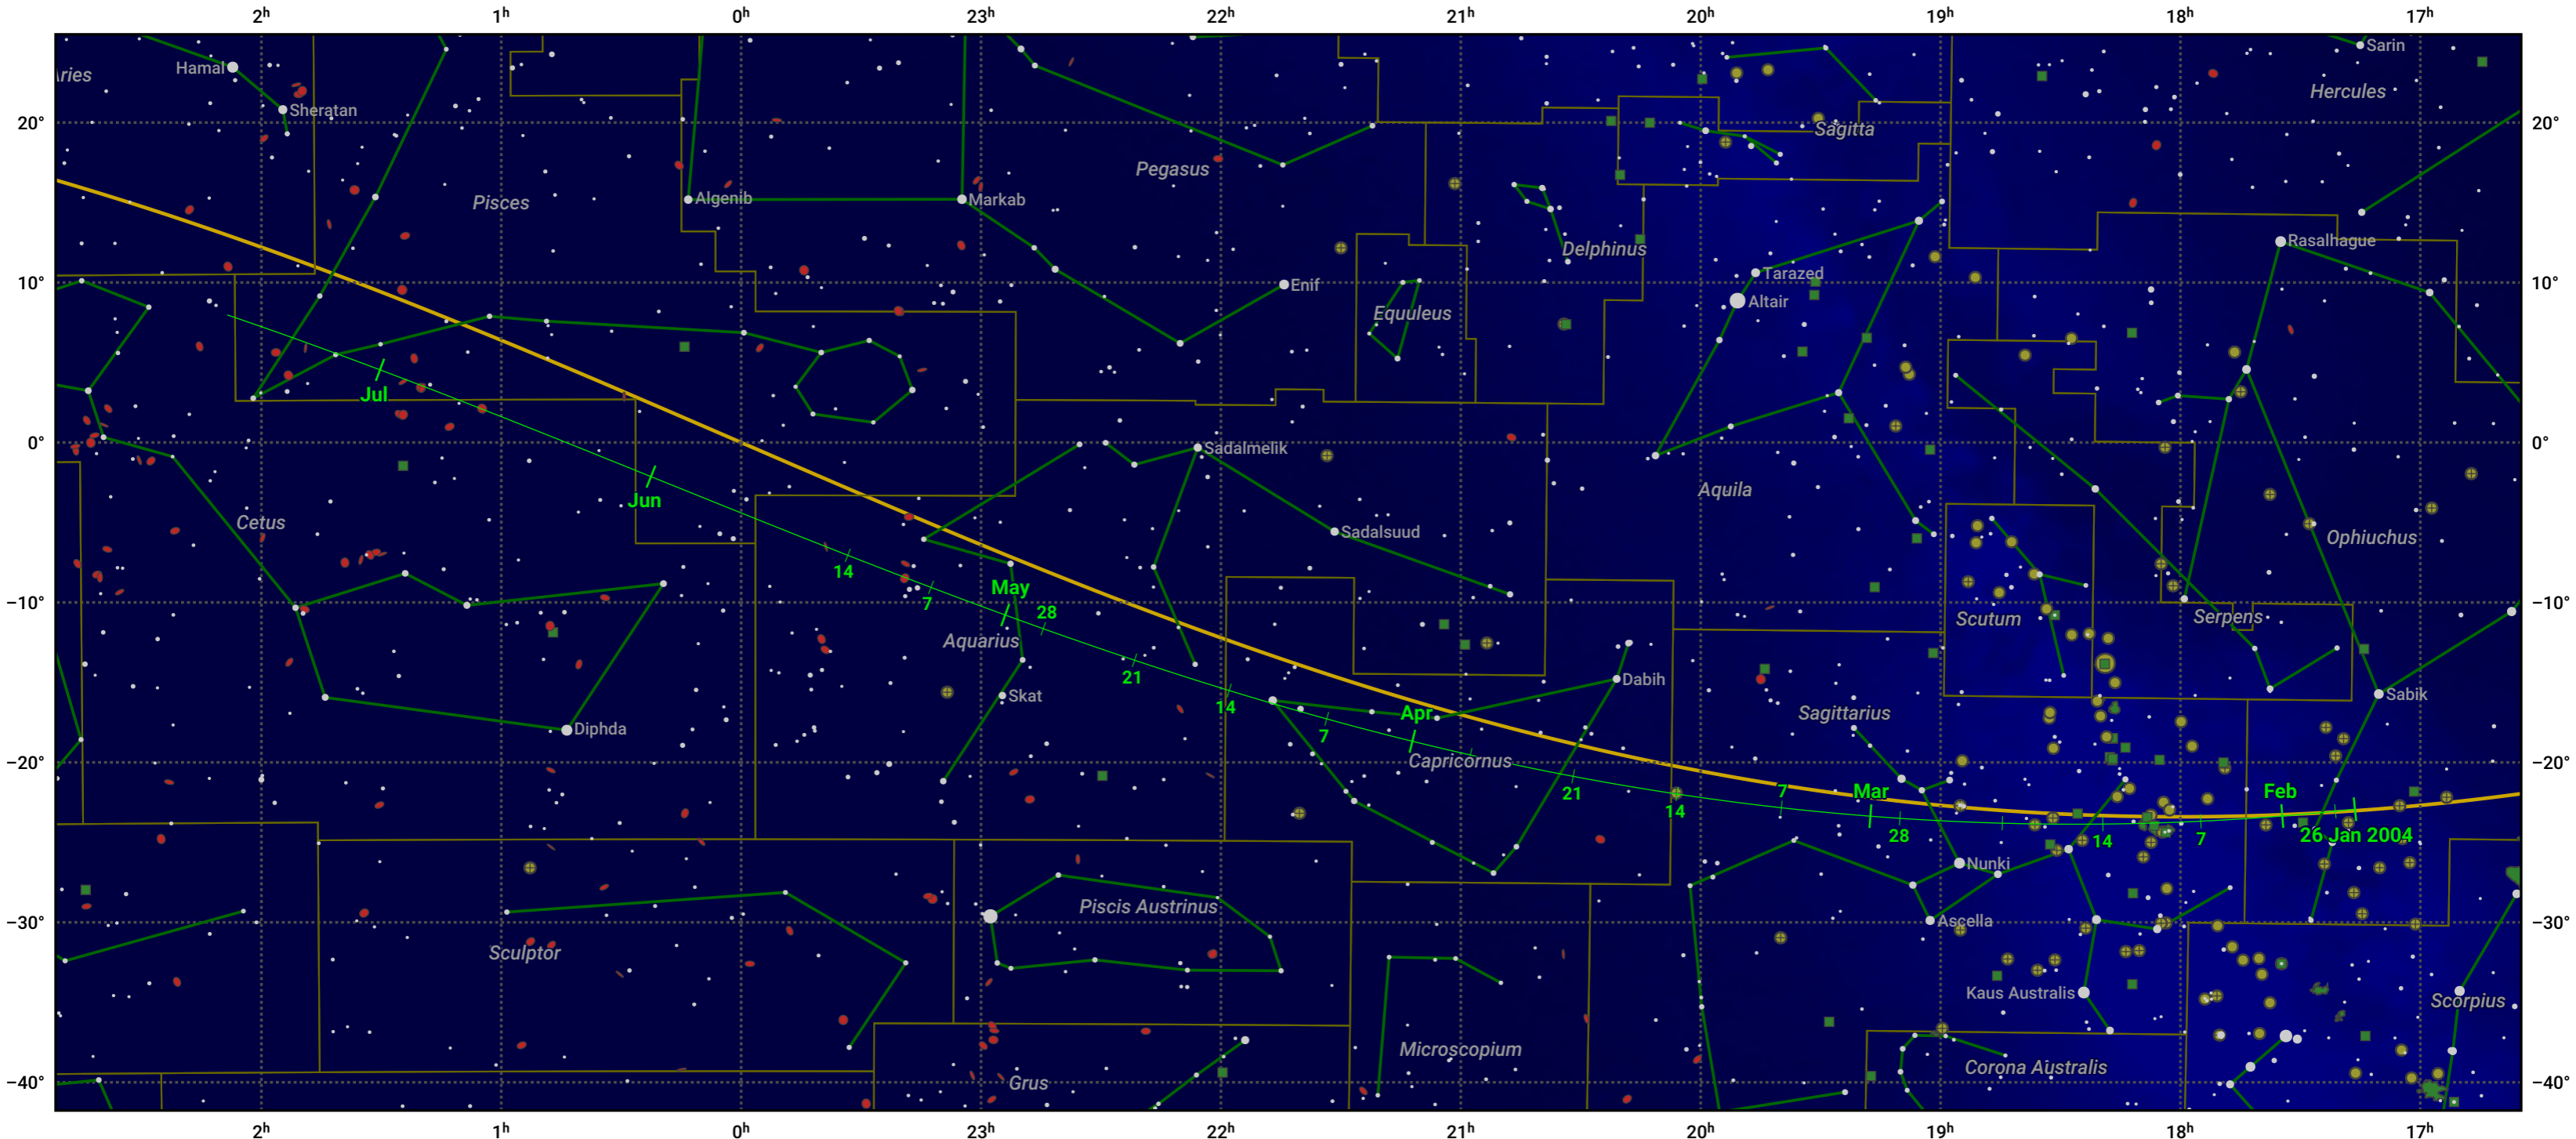 2h 1h 0h 23h 22h 21h 20h 19h 18h 17h
Sarin
Hamal
Aries
Hercules
Sheratan
20° 20°
Sagitta
Pegasus
Algenib Markab
Pisces
Rasalhague
Delphinus
Tarazed
10° 10°
Enif
Altair
Equuleus
Jul
0° 0°
Sadalmelik
Aquila
Jun
Cetus
Sadalsuud
Ophiuchus
14
May
7
−10° −10°
28
Scutum Serpens
Aquarius
21
Dabih
Skat Sabik
14
Apr Sagittarius
Diphda
7
−20° Capricornus −20°
21 7 Mar Feb
14
28 14 7 26 Jan 2004
Nunki
Piscis Austrinus
−30° Ascella −30°
Sculptor
Kaus Australis
Scorpius
Microscopium
Corona Australis
−40° Grus −40°
2h 1h 0h 23h 22h 21h 20h 19h 18h 17h